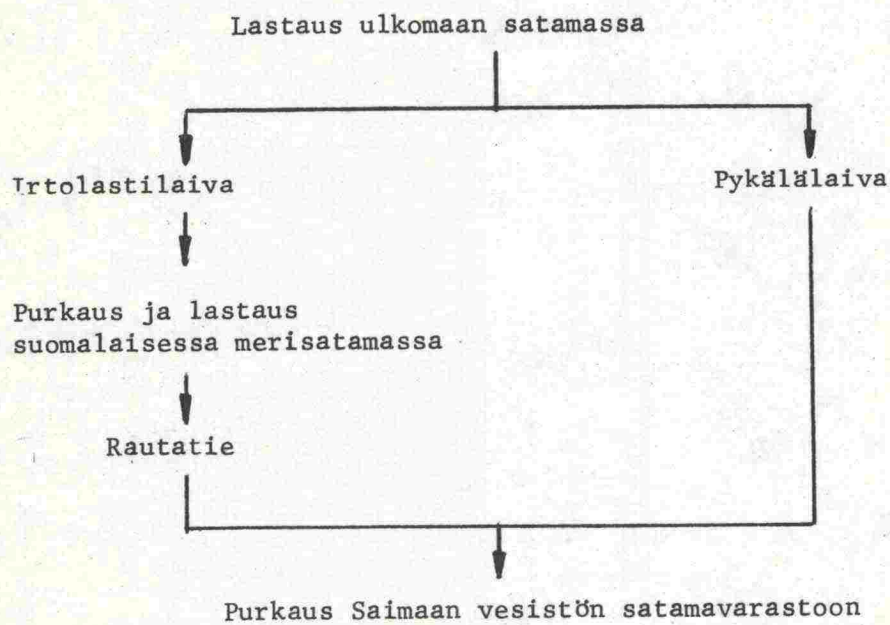 Lastaus ulkomaan satamassa
Irtolastilaiva
Pykälälaiva
Purkaus ja lastaus
suomalaisessa merisatamassa
Rautatie
Purkaus Saimaan vesistön satamavarastoon